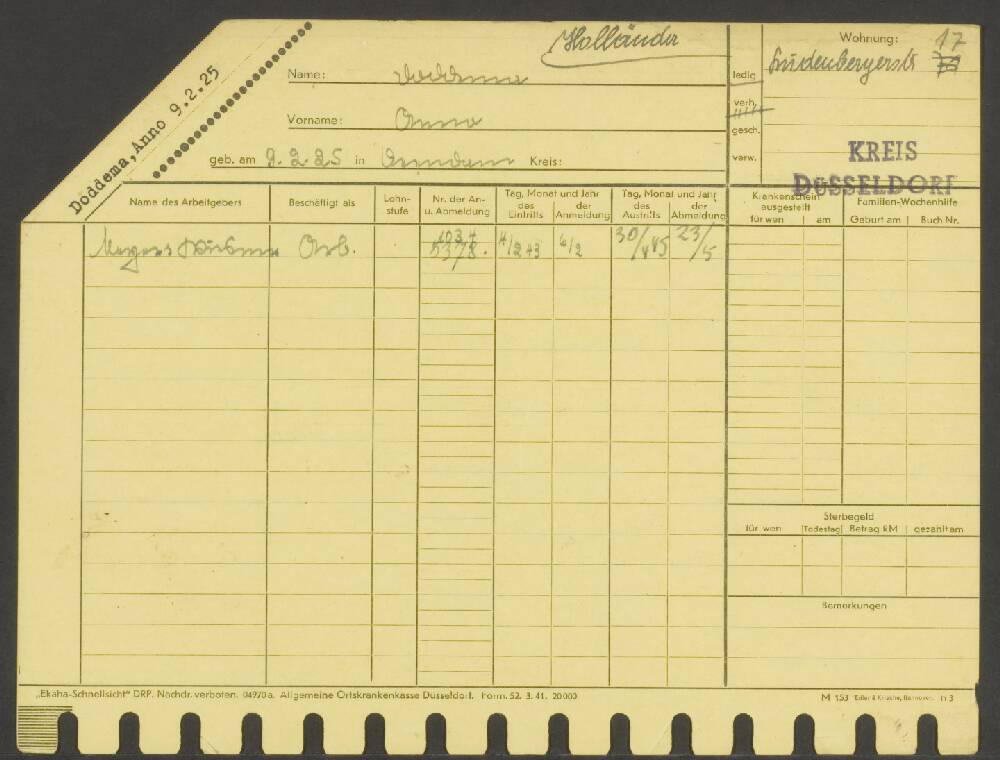 Doddema, Anno 9.2.25
Holländer
Name: Doddema
Vorname: Anno
geb. am 9.2.25 in Kreis:
ledig
verh.
gesch.
verw.
Wohnung: 17
KREIS
DÜSSELDORF
Name des Arbeitgebers
Beschäftigt als
Lohn-
stufe
Nr. der An-
u. Abmeldung
Tag, Monat und Jahr
des Eintritts
der Anmeldung
Tag, Monat und Jahr
des Austritts
der Abmeldung
Krankenschein
ausgestellt
für wen
am
Familien-Wochenhilfe
Geburt am
Buch Nr.
Arb.
5378.
4/2 43
6/2
23/5
Sterbegeld
für wen
Todestag
Betrag RM
gezahlt am
Bemerkungen
„Ekaha-Schnellsicht" DRP. Nachdr. verboten. 04970a. Allgemeine Ortskrankenkasse Düsseldorf. Form. 52. 3. 41. 20000
M 153